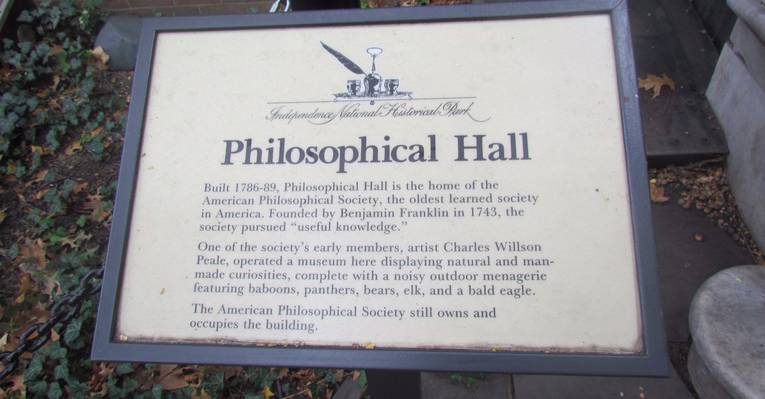 Independence National Historical Park
Philosophical Hall
Built 1786-89, Philosophical Hall is the home of the
American Philosophical Society, the oldest learned society
in America. Founded by Benjamin Franklin in 1743, the
society pursued “useful knowledge.”
One of the society’s early members, artist Charles Willson
Peale, operated a museum here displaying natural and man-
made curiosities, complete with a noisy outdoor menagerie
featuring baboons, panthers, bears, elk, and a bald eagle.
The American Philosophical Society still owns and
occupies the building.